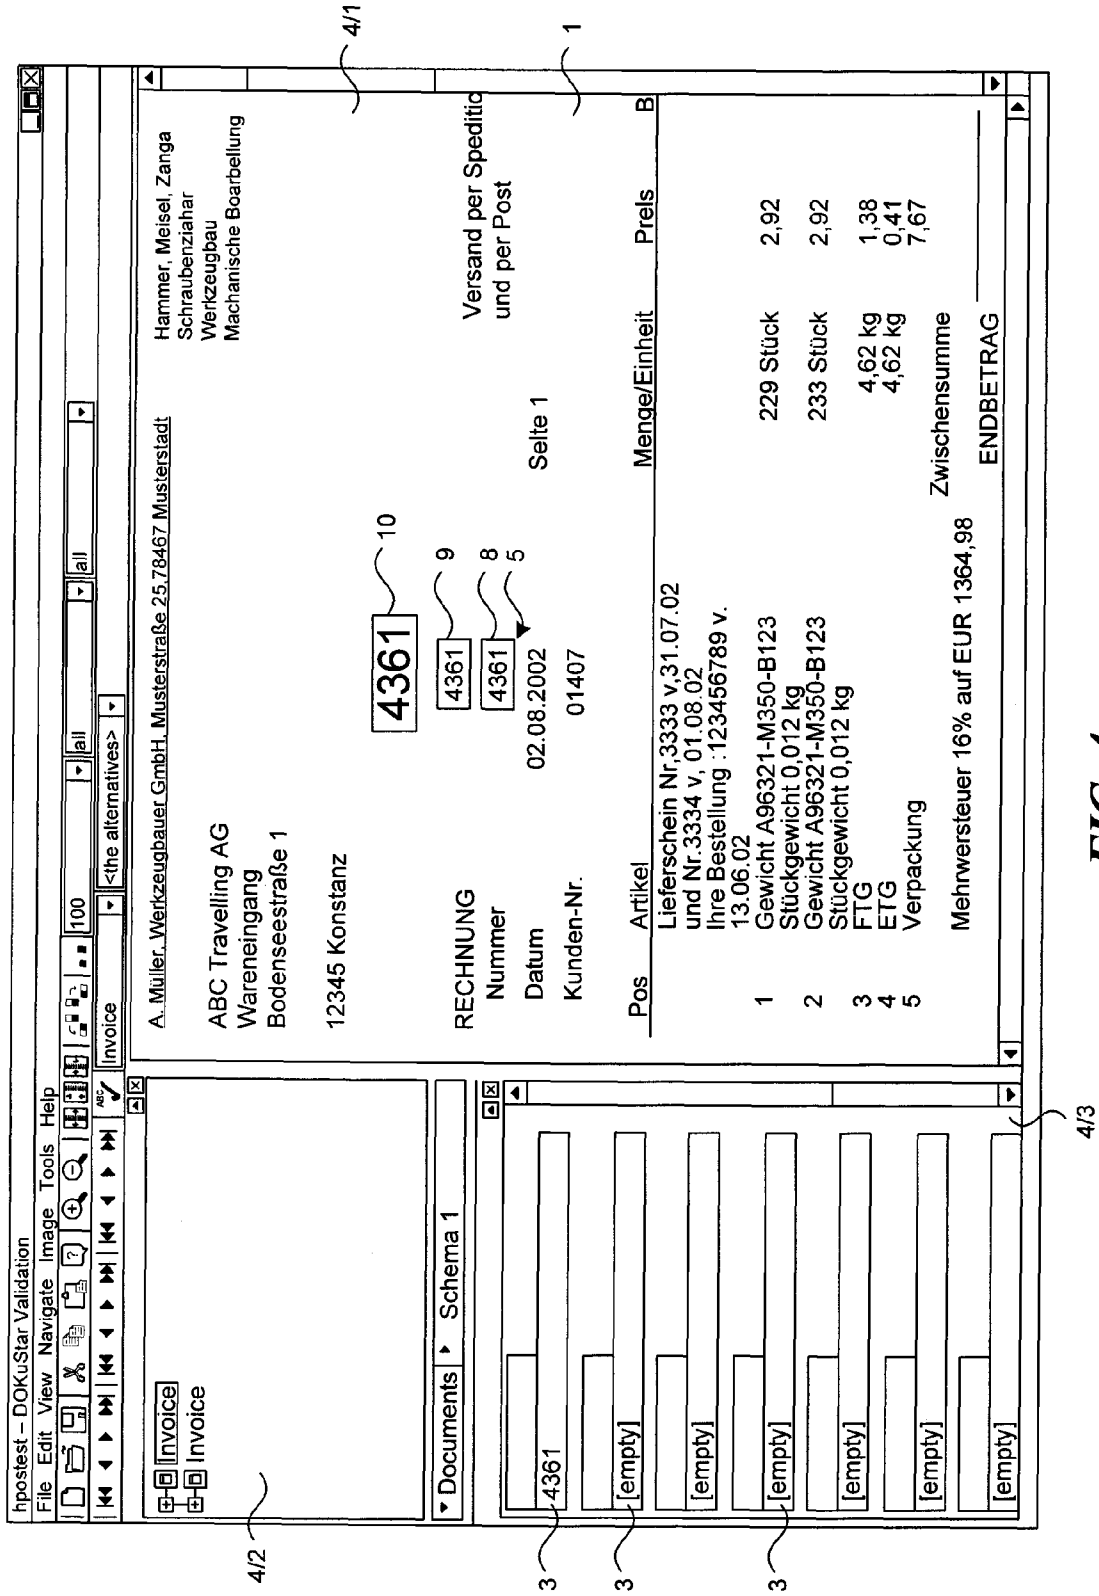 hpostest – DOKuStar Validation
File Edit View Navigate Image Tools Help
100 all all
ABC Invoice <the alternatives>
Invoice
Invoice
4/2
Documents Schema 1
3 4361
3 [empty]
[empty]
3 [empty]
[empty]
[empty]
[empty]
4/3
A. Müller, Werkzeugbauer GmbH, Musterstraße 25,78467 Musterstadt
Hammer, Meisel, Zanga
Schraubenziahar
Werkzeugbau
Machanische Boarbellung
4/1
ABC Travelling AG
Wareneingang
Bodenseestraße 1
12345 Konstanz
4361 10
RECHNUNG 4361 9
Versand per Speditic
Nummer 4361 8
und per Post
5
1
Datum 02.08.2002 Selte 1
Kunden-Nr. 01407
Pos Artikel Menge/Einheit Prels B
Lieferschein Nr,3333 v,31.07.02
und Nr.3334 v, 01.08.02
Ihre Bestellung :123456789 v.
13.06.02
1 Gewicht A96321-M350-B123 229 Stück 2,92
Stückgewicht 0,012 kg
2 Gewicht A96321-M350-B123 233 Stück 2,92
Stückgewicht 0,012 kg
3 FTG 4,62 kg 1,38
4 ETG 4,62 kg 0,41
5 Verpackung 7,67
Zwischensumme
Mehrwersteuer 16% auf EUR 1364,98
ENDBETRAG